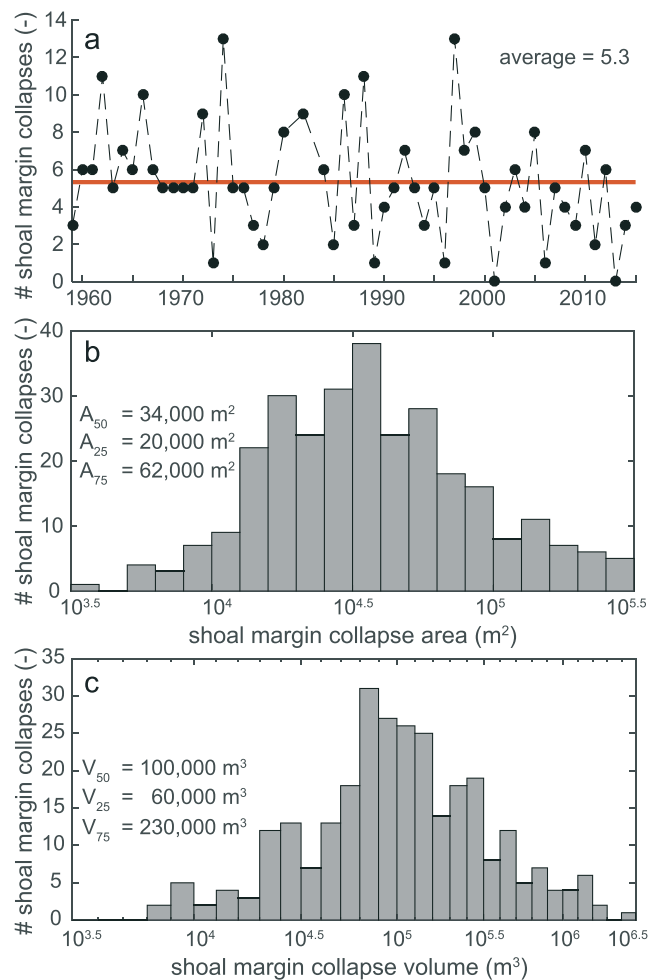 a
average = 5.3
# shoal margin collapses (-)
14
12
10
8
6
4
2
0
1960 1970 1980 1990 2000 2010
b
A50 = 34,000 m²
A25 = 20,000 m²
A75 = 62,000 m²
# shoal margin collapses (-)
40
30
20
10
0
10^3.5 10^4 10^4.5 10^5 10^5.5
shoal margin collapse area (m²)
c
V50 = 100,000 m³
V25 = 60,000 m³
V75 = 230,000 m³
# shoal margin collapses (-)
35
30
25
20
15
10
5
0
10^3.5 10^4 10^4.5 10^5 10^5.5 10^6 10^6.5
shoal margin collapse volume (m³)